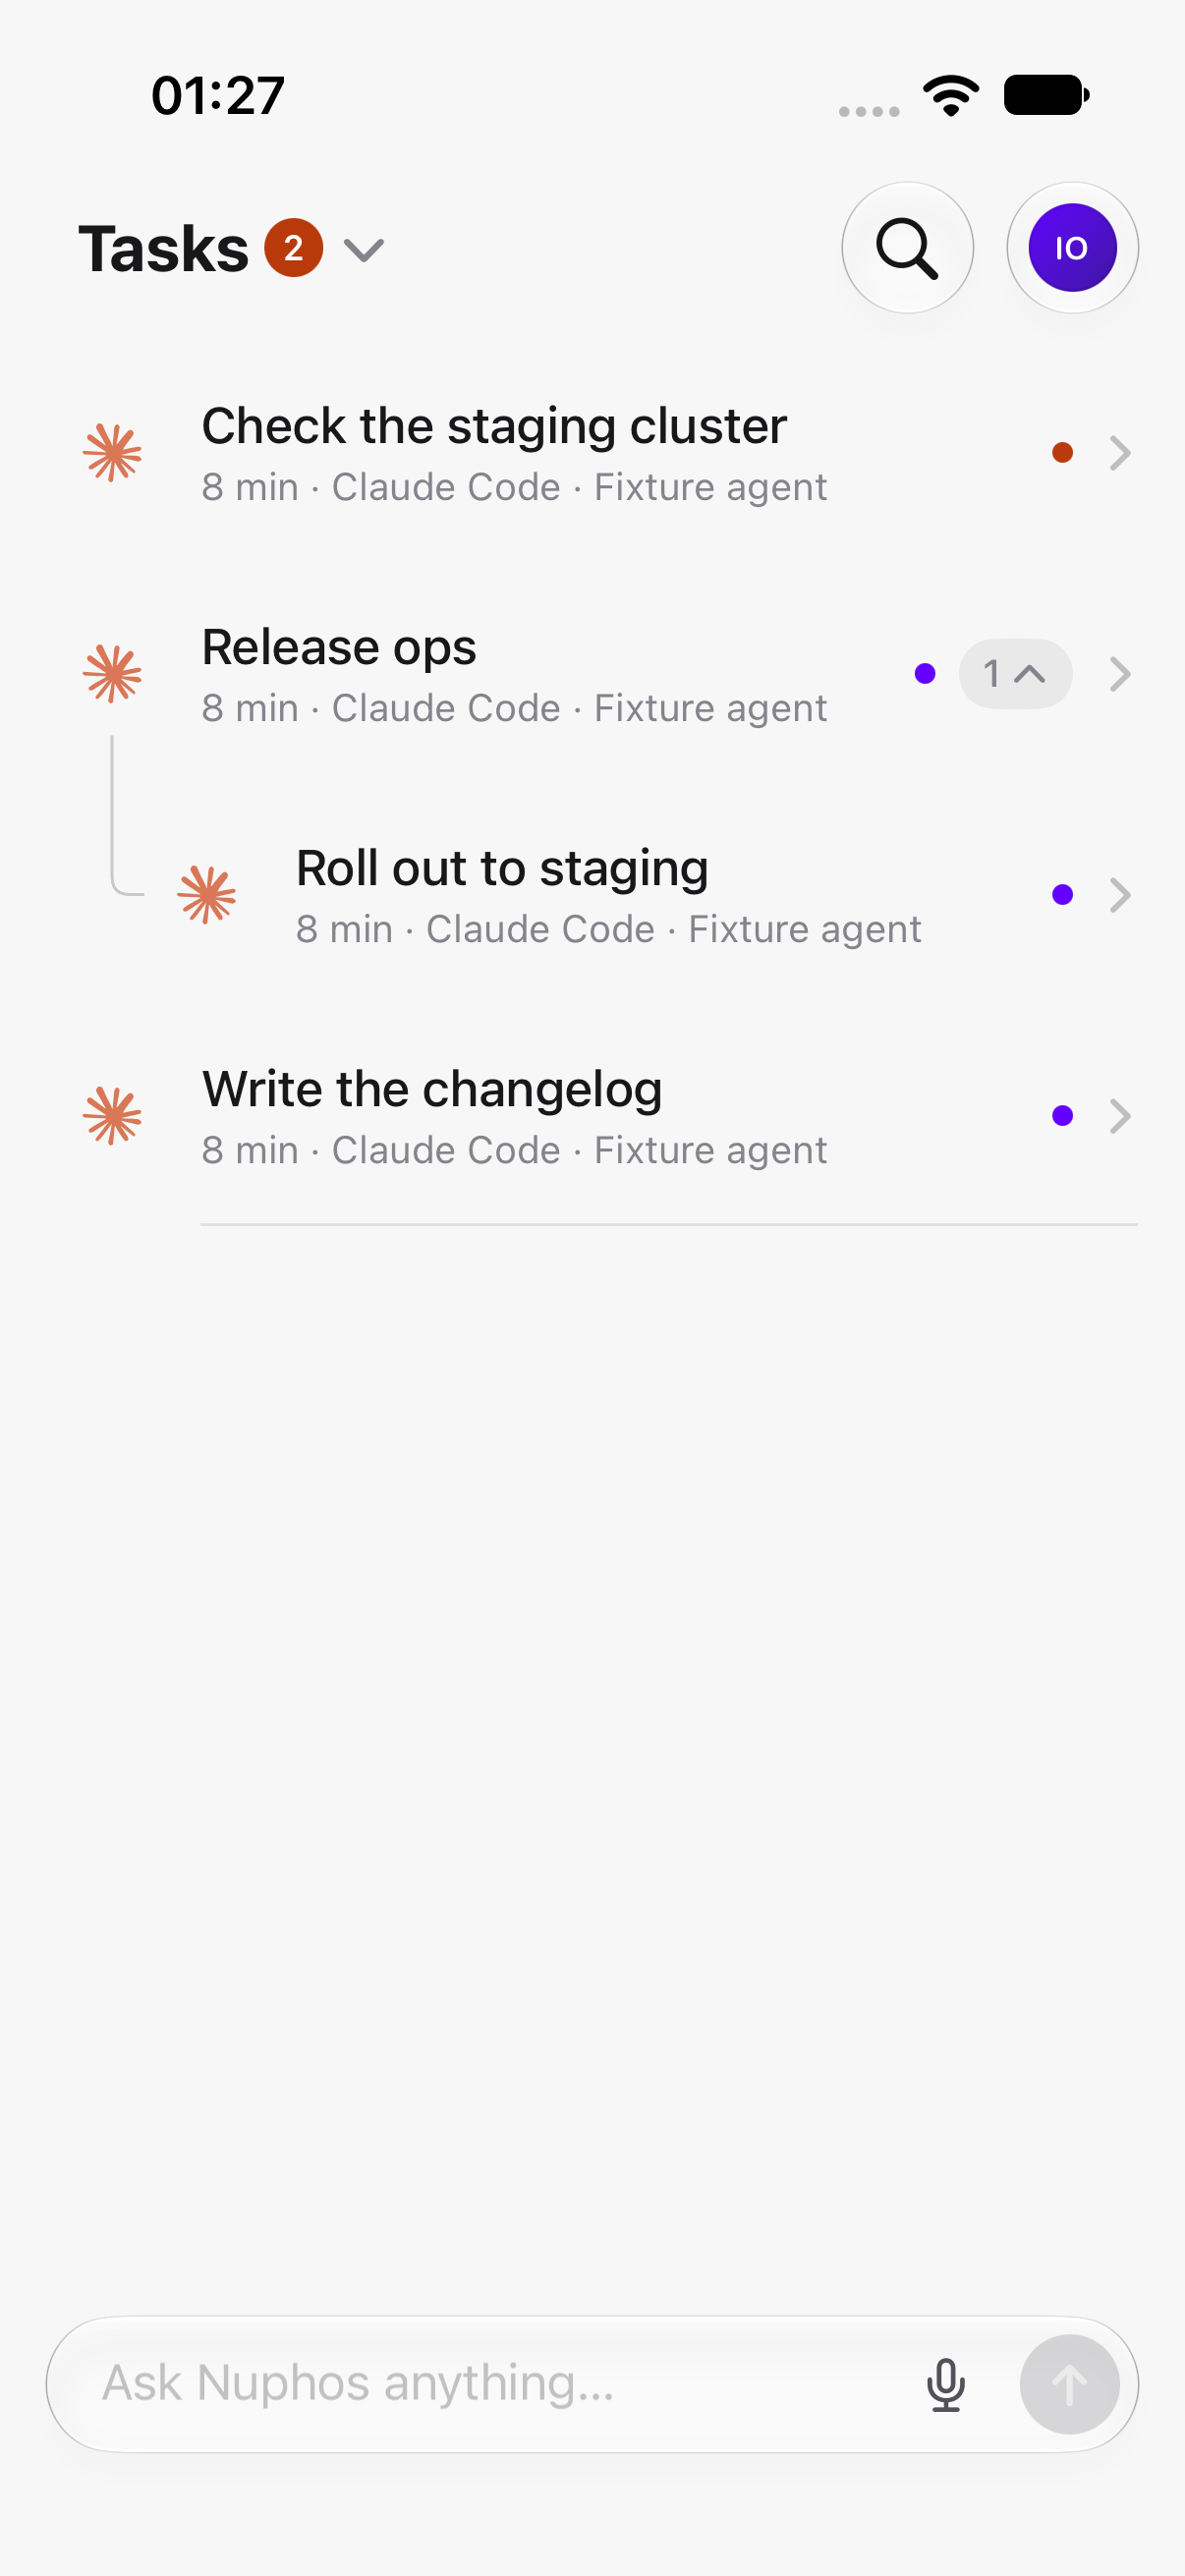 01:27
Tasks 2
IO
Check the staging cluster
8 min · Claude Code · Fixture agent
Release ops
8 min · Claude Code · Fixture agent
1
Roll out to staging
8 min · Claude Code · Fixture agent
Write the changelog
8 min · Claude Code · Fixture agent
Ask Nuphos anything...